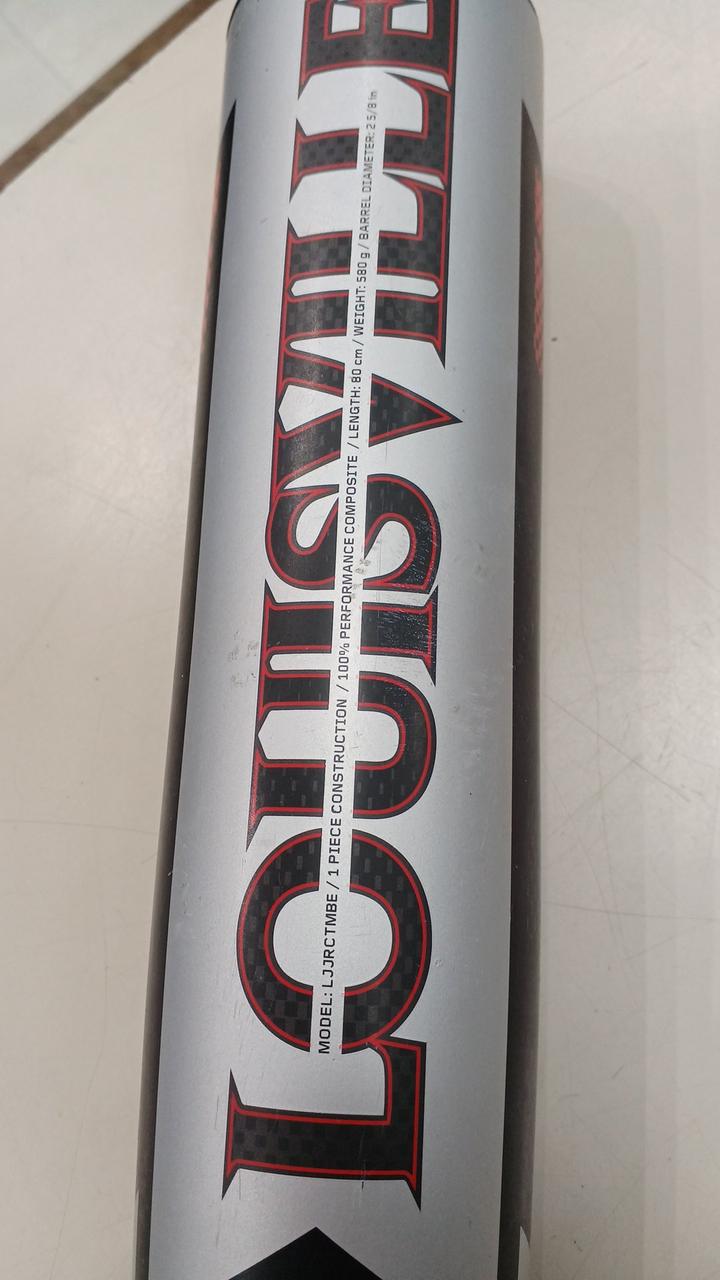 LOUISVILLE
MODEL: LJJRCTMBE / 1 PIECE CONSTRUCTION / 100% PERFORMANCE COMPOSITE / LENGTH: 80 cm / WEIGHT: 580 g / BARREL DIAMETER: 2 5/8 in